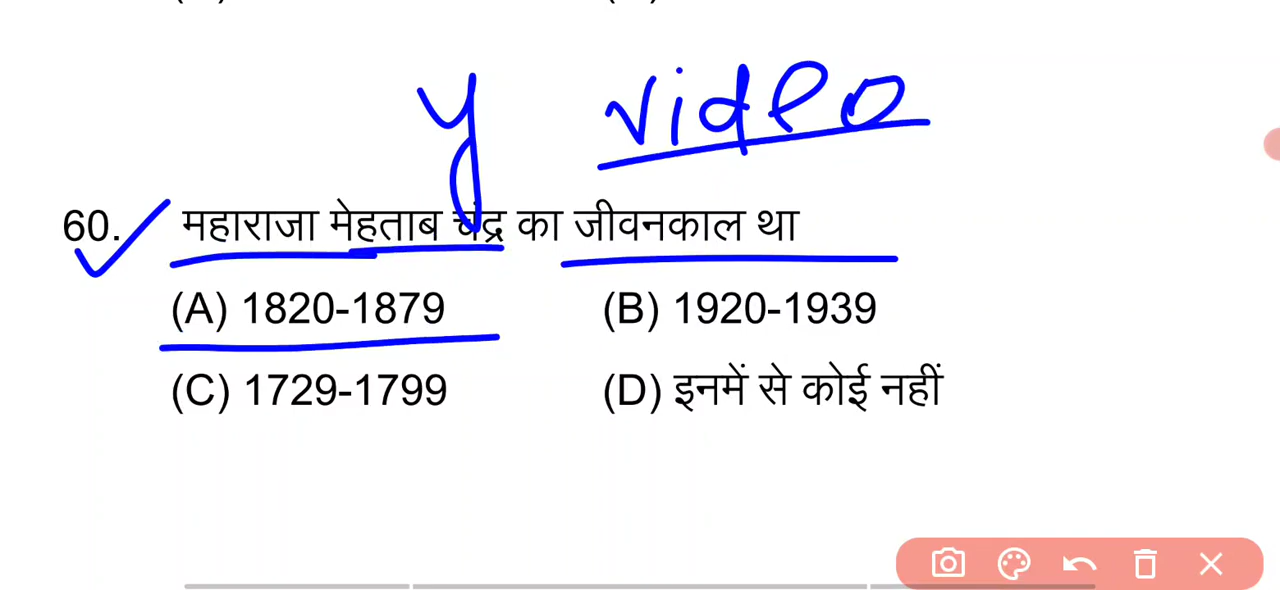 y video
60. महाराजा मेहताब चंद्र का जीवनकाल था
(A) 1820-1879 (B) 1920-1939
(C) 1729-1799 (D) इनमें से कोई नहीं